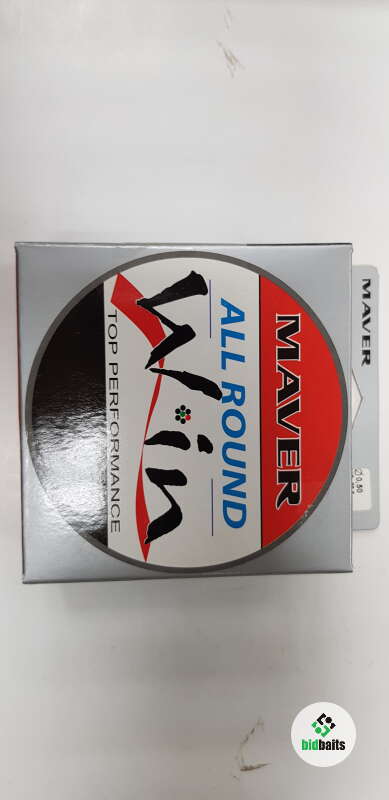 MAVER
MAVER
ALL ROUND
Win
TOP PERFORMANCE
Ø 0,50
bidbaits